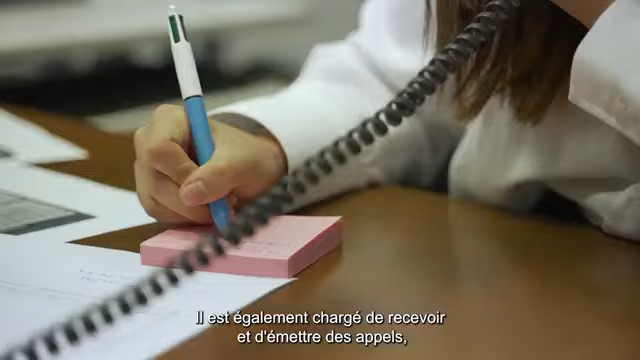 Il est également chargé de recevoir
et d'émettre des appels,